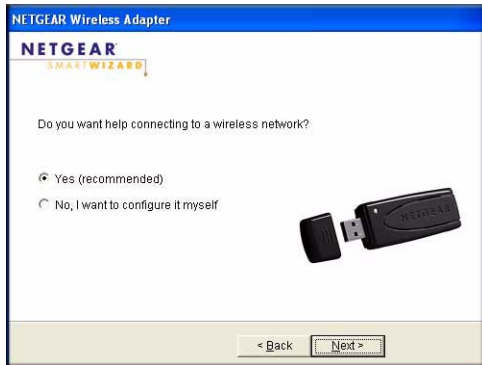 NETGEAR Wireless Adapter
NETGEAR
SMARTWIZARD
Do you want help connecting to a wireless network?
Yes (recommended)
No, I want to configure it myself
NETGEAR
< Back
Next >